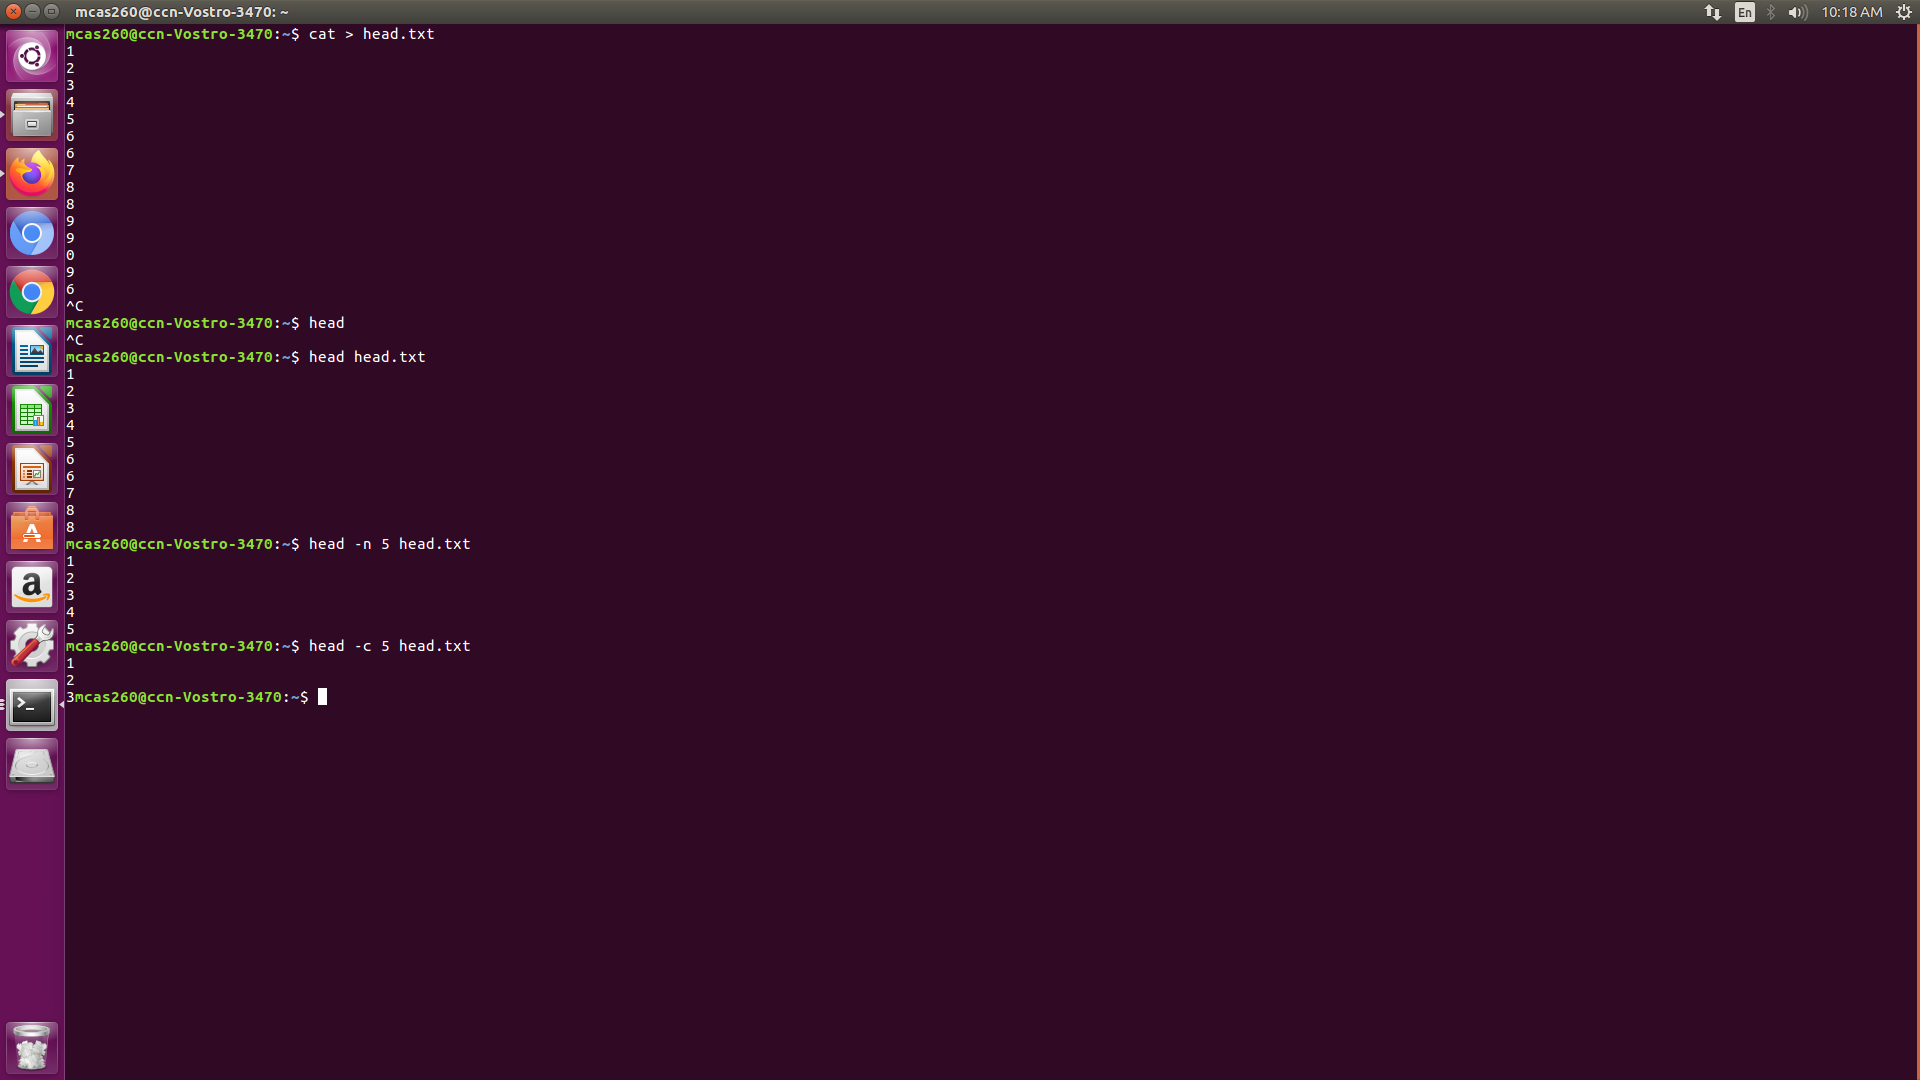 mcas260@ccn-Vostro-3470: ~
En
10:18 AM
mcas260@ccn-Vostro-3470:~$ cat > head.txt
1
2
3
4
5
6
6
7
8
8
9
9
0
9
6
^C
mcas260@ccn-Vostro-3470:~$ head
^C
mcas260@ccn-Vostro-3470:~$ head head.txt
1
2
3
4
5
6
6
7
8
8
mcas260@ccn-Vostro-3470:~$ head -n 5 head.txt
1
2
3
4
5
mcas260@ccn-Vostro-3470:~$ head -c 5 head.txt
1
2
3mcas260@ccn-Vostro-3470:~$